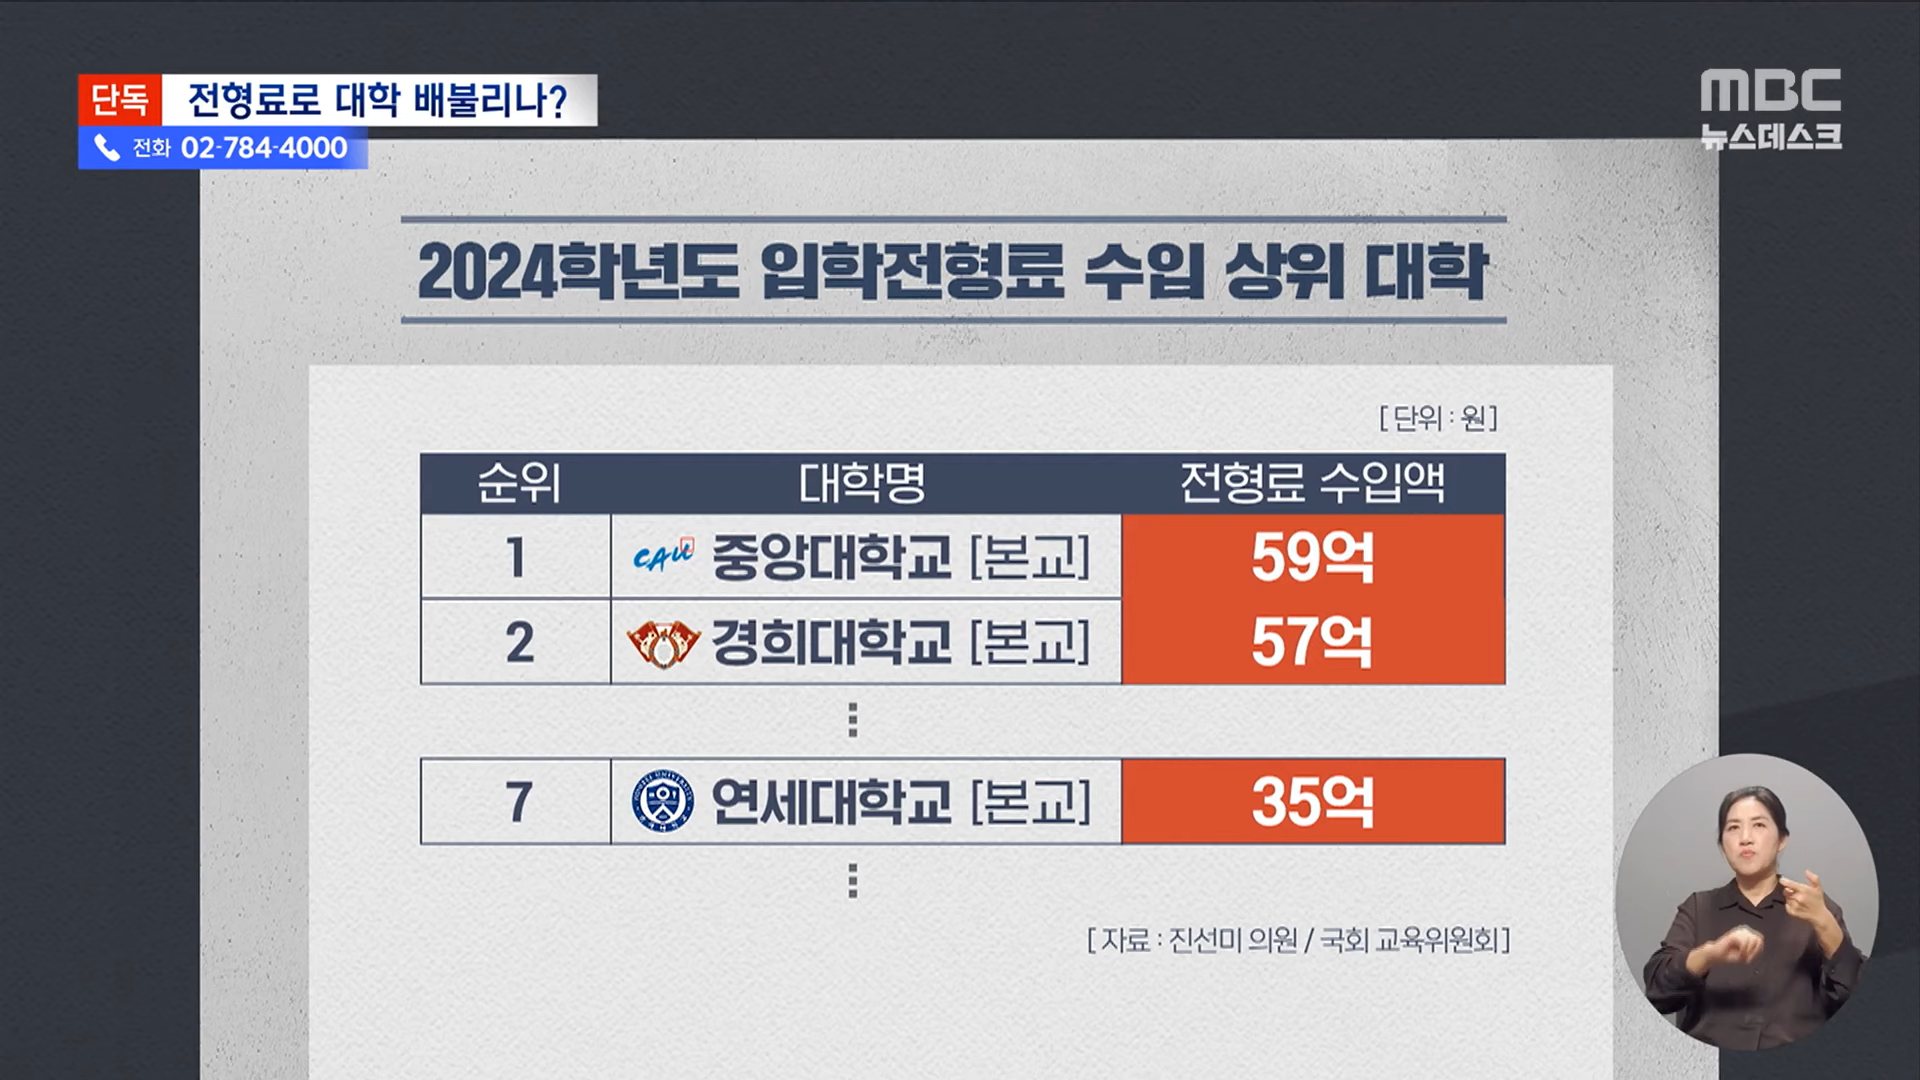 단독 전형료로 대학 배불리나?
전화 02-784-4000
MBC
뉴스데스크
2024학년도 입학전형료 수입 상위 대학
[단위 : 원]
순위 대학명 전형료 수입액
1 CAU 중앙대학교 [본교] 59억
2 경희대학교 [본교] 57억
7 연세대학교 [본교] 35억
[자료 : 진선미 의원 / 국회 교육위원회]